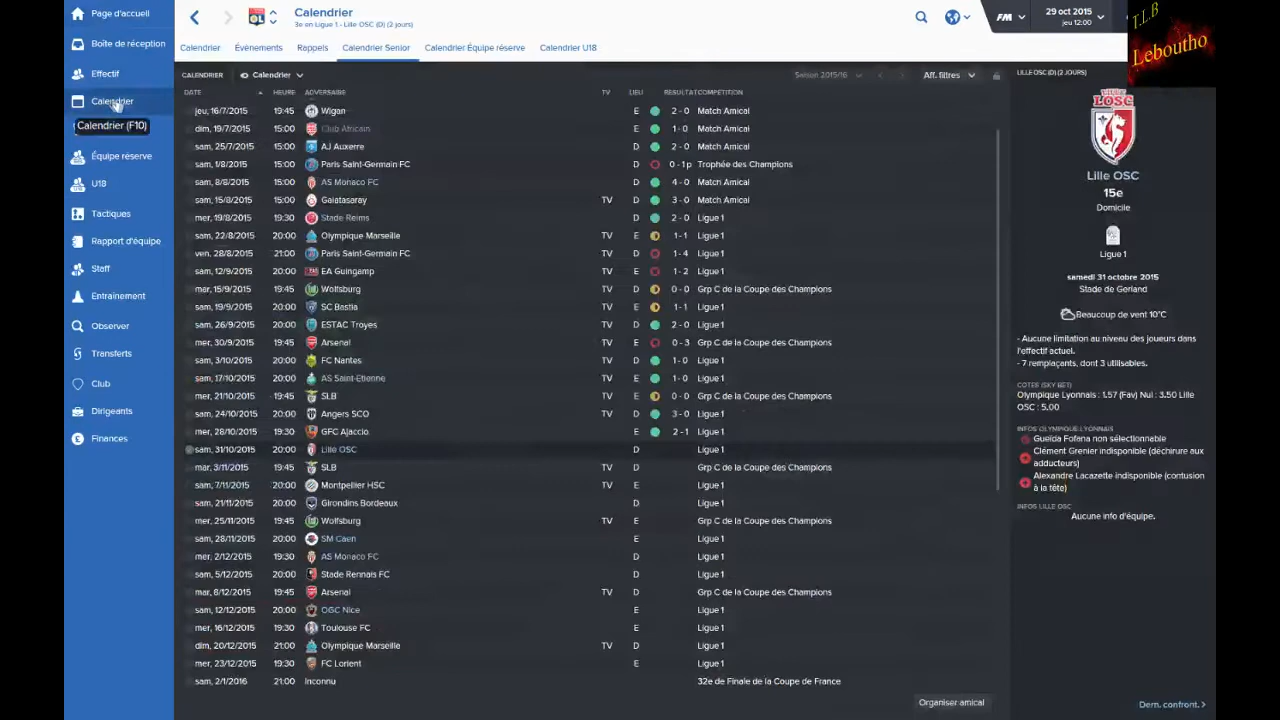 Page d'accueil
Boîte de réception
Effectif
Calendrier
Calendrier (F10)
Équipe réserve
U18
Tactiques
Rapport d'équipe
Staff
Entraînement
Observer
Transferts
Club
Dirigeants
Finances
Calendrier
3e en Ligue 1 - Lille OSC (D) (2 jours)
FM
29 oct 2015
jeu 12:00
T.L.B
Leboutho
Calendrier Événements Rappels Calendrier Senior Calendrier Équipe réserve Calendrier U18
CALENDRIER Calendrier Saison 2015/16 Aff. filtres
DATE HEURE ADVERSAIRE TV LIEU RESULTAT COMPÉTITION
jeu, 16/7/2015 19:45 Wigan E 2 - 0 Match Amical
dim, 19/7/2015 15:00 Club Africain E 1 - 0 Match Amical
sam, 25/7/2015 15:00 AJ Auxerre D 2 - 0 Match Amical
sam, 1/8/2015 15:00 Paris Saint-Germain FC D 0 - 1 p Trophée des Champions
sam, 8/8/2015 15:00 AS Monaco FC D 4 - 0 Match Amical
sam, 15/8/2015 15:00 Galatasaray TV D 3 - 0 Match Amical
mer, 19/8/2015 19:30 Stade Reims D 2 - 0 Ligue 1
sam, 22/8/2015 20:00 Olympique Marseille TV E 1 - 1 Ligue 1
ven, 28/8/2015 21:00 Paris Saint-Germain FC TV D 1 - 4 Ligue 1
sam, 12/9/2015 20:00 EA Guingamp TV E 1 - 2 Ligue 1
mar, 15/9/2015 19:45 Wolfsburg TV D 0 - 0 Grp C de la Coupe des Champions
sam, 19/9/2015 20:00 SC Bastia TV E 1 - 1 Ligue 1
sam, 26/9/2015 20:00 ESTAC Troyes TV D 2 - 0 Ligue 1
mer, 30/9/2015 19:45 Arsenal TV E 0 - 3 Grp C de la Coupe des Champions
sam, 3/10/2015 20:00 FC Nantes TV D 1 - 0 Ligue 1
sam, 17/10/2015 20:00 AS Saint-Etienne TV E 1 - 0 Ligue 1
mer, 21/10/2015 19:45 SLB TV E 0 - 0 Grp C de la Coupe des Champions
sam, 24/10/2015 20:00 Angers SCO TV D 3 - 0 Ligue 1
mer, 28/10/2015 19:30 GFC Ajaccio E 2 - 1 Ligue 1
sam, 31/10/2015 20:00 Lille OSC D Ligue 1
mar, 3/11/2015 19:45 SLB TV D Grp C de la Coupe des Champions
sam, 7/11/2015 20:00 Montpellier HSC TV E Ligue 1
sam, 21/11/2015 20:00 Girondins Bordeaux D Ligue 1
mer, 25/11/2015 19:45 Wolfsburg TV E Grp C de la Coupe des Champions
sam, 28/11/2015 20:00 SM Caen E Ligue 1
mer, 2/12/2015 19:30 AS Monaco FC D Ligue 1
sam, 5/12/2015 20:00 Stade Rennais FC D Ligue 1
mar, 8/12/2015 19:45 Arsenal TV D Grp C de la Coupe des Champions
sam, 12/12/2015 20:00 OGC Nice E Ligue 1
mer, 16/12/2015 19:30 Toulouse FC E Ligue 1
dim, 20/12/2015 21:00 Olympique Marseille TV D Ligue 1
mer, 23/12/2015 19:30 FC Lorient E Ligue 1
sam, 2/1/2016 21:00 Inconnu 32e de Finale de la Coupe de France
Organiser amical
LILLE OSC (D) (2 JOURS)
LOSC
Lille OSC
15e
Domicile
Ligue 1
samedi 31 octobre 2015
Stade de Gerland
Beaucoup de vent 10°C
- Aucune limitation au niveau des joueurs dans
l'effectif actuel.
- 7 remplaçants, dont 3 utilisables.
COTES (SKY BET)
Olympique Lyonnais : 1.57 (Fav) Nul : 3.50 Lille
OSC : 5.00
INFOS OLYMPIQUE LYONNAIS
Gueïda Fofana non sélectionnable
Clément Grenier indisponible (déchirure aux
adducteurs)
Alexandre Lacazette indisponible (contusion
à la tête)
INFOS LILLE OSC
Aucune info d'équipe.
Dern. confront. >